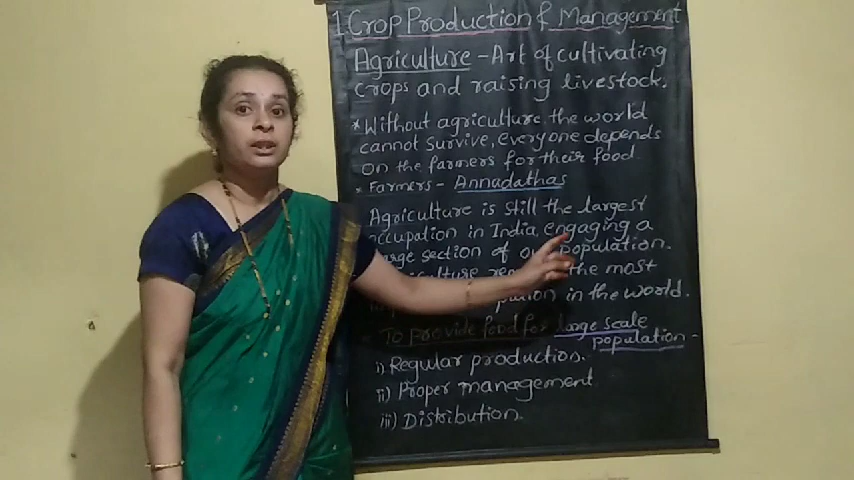 1. Crop Production & Management
Agriculture - Art of cultivating
crops and raising livestock.
* Without agriculture the world
cannot survive, everyone depends
on the farmers for their food.
* Farmers - Annadathas
Agriculture is still the largest
occupation in India, engaging a
large section of our population.
the most
in the world.
To provide food for large scale
population -
i) Regular production.
ii) Proper management
iii) Distribution.